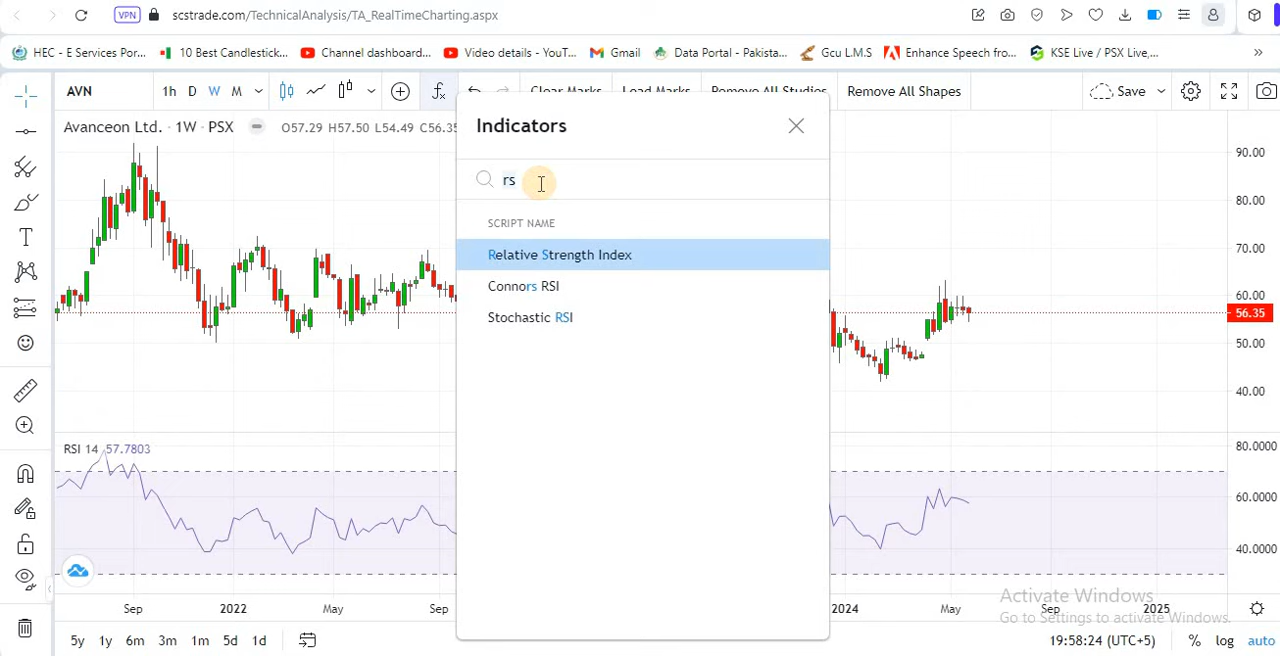 VPN scstrade.com/TechnicalAnalysis/TA_RealTimeCharting.aspx
HEC - E Services Por... 10 Best Candlestick... Channel dashboard... Video details - YouT... Gmail Data Portal - Pakista... Gcu L.M.S Enhance Speech fro... KSE Live / PSX Live,... »
AVN 1h D W M Clear Marks Load Marks Remove All Studies Remove All Shapes Save
Avanceon Ltd. · 1W · PSX O57.29 H57.50 L54.49 C56.35
Indicators
rs
SCRIPT NAME
Relative Strength Index
Connors RSI
Stochastic RSI
90.00
80.00
70.00
60.00
56.35
50.00
40.00
RSI 14 57.7803
80.0000
60.0000
40.0000
Sep 2022 May Sep 2024 May Sep 2025
Activate Windows
Go to Settings to activate Windows.
5y 1y 6m 3m 1m 5d 1d 19:58:24 (UTC+5) % log auto